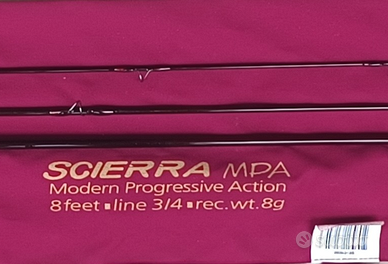 SCIERRA MPA
Modern Progressive Action
8 feet ■ line 3/4 ■ rec. wt. 8g